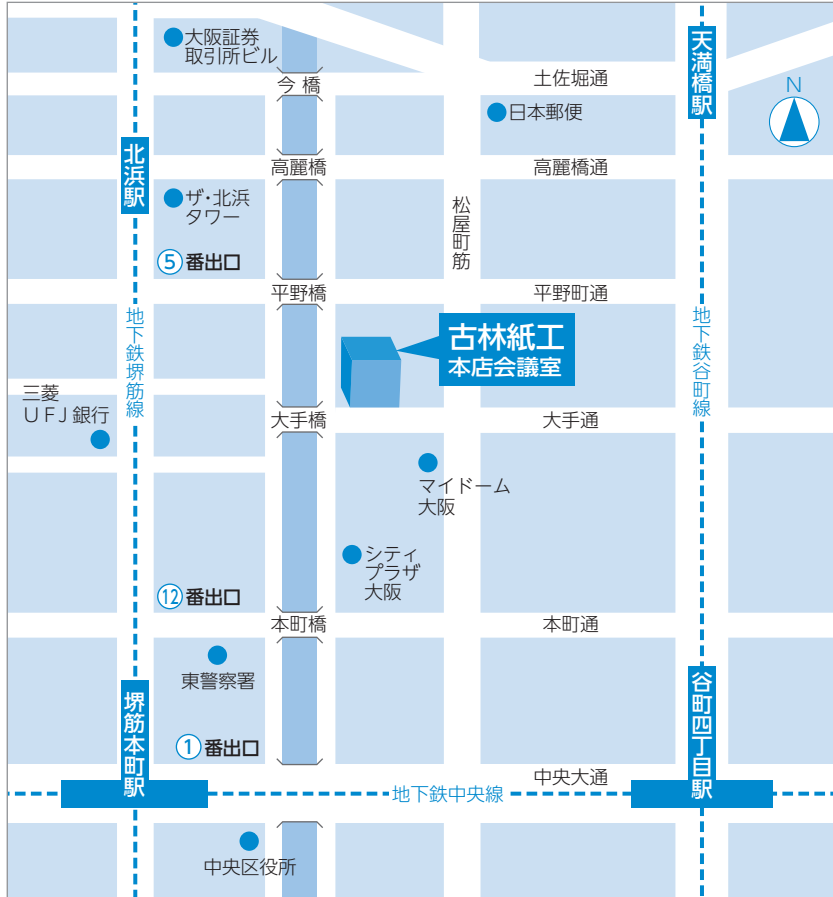 大阪証券
取引所ビル
今橋
土佐堀通
天満橋駅
N
日本郵便
北浜駅
高麗橋
高麗橋通
ザ・北浜
タワー
松屋町筋
⑤番出口
平野橋
平野町通
地下鉄堺筋線
古林紙工
本店会議室
地下鉄谷町線
三菱
UFJ銀行
大手橋
大手通
マイドーム
大阪
シティ
プラザ
大阪
⑫番出口
本町橋
本町通
東警察署
堺筋本町駅
谷町四丁目駅
①番出口
中央大通
地下鉄中央線
中央区役所